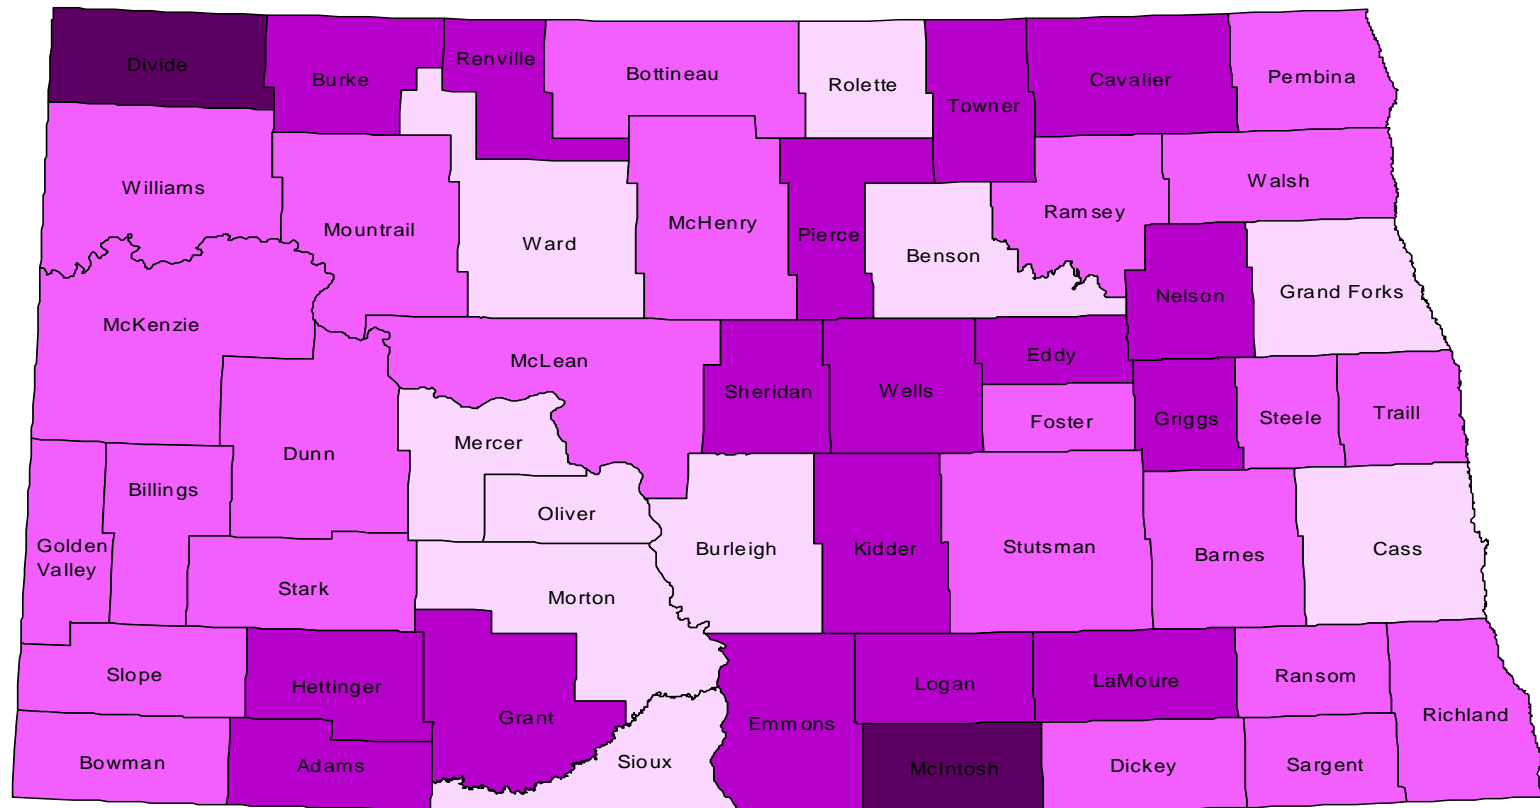 Divide
Burke
Renville
Bottineau
Rolette
Towner
Cavalier
Pembina
Williams
Mountrail
Ward
McHenry
Pierce
Benson
Ramsey
Walsh
Nelson
Grand Forks
McKenzie
McLean
Sheridan
Wells
Eddy
Foster
Griggs
Steele
Traill
Dunn
Mercer
Oliver
Billings
Golden
Valley
Stark
Morton
Burleigh
Kidder
Stutsman
Barnes
Cass
Slope
Hettinger
Grant
Emmons
Logan
LaMoure
Ransom
Richland
Bowman
Adams
Sioux
McIntosh
Dickey
Sargent